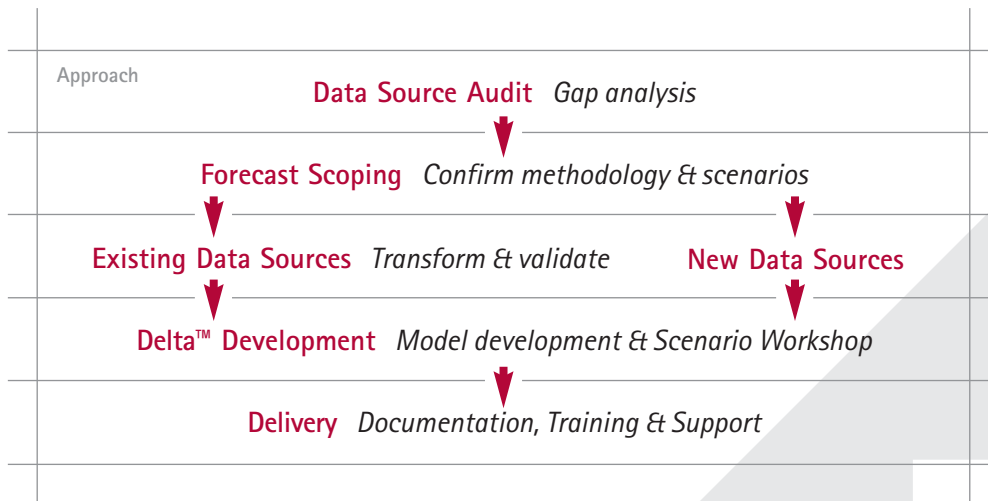 Approach
Data Source Audit Gap analysis
Forecast Scoping Confirm methodology & scenarios
Existing Data Sources Transform & validate New Data Sources
Delta™ Development Model development & Scenario Workshop
Delivery Documentation, Training & Support